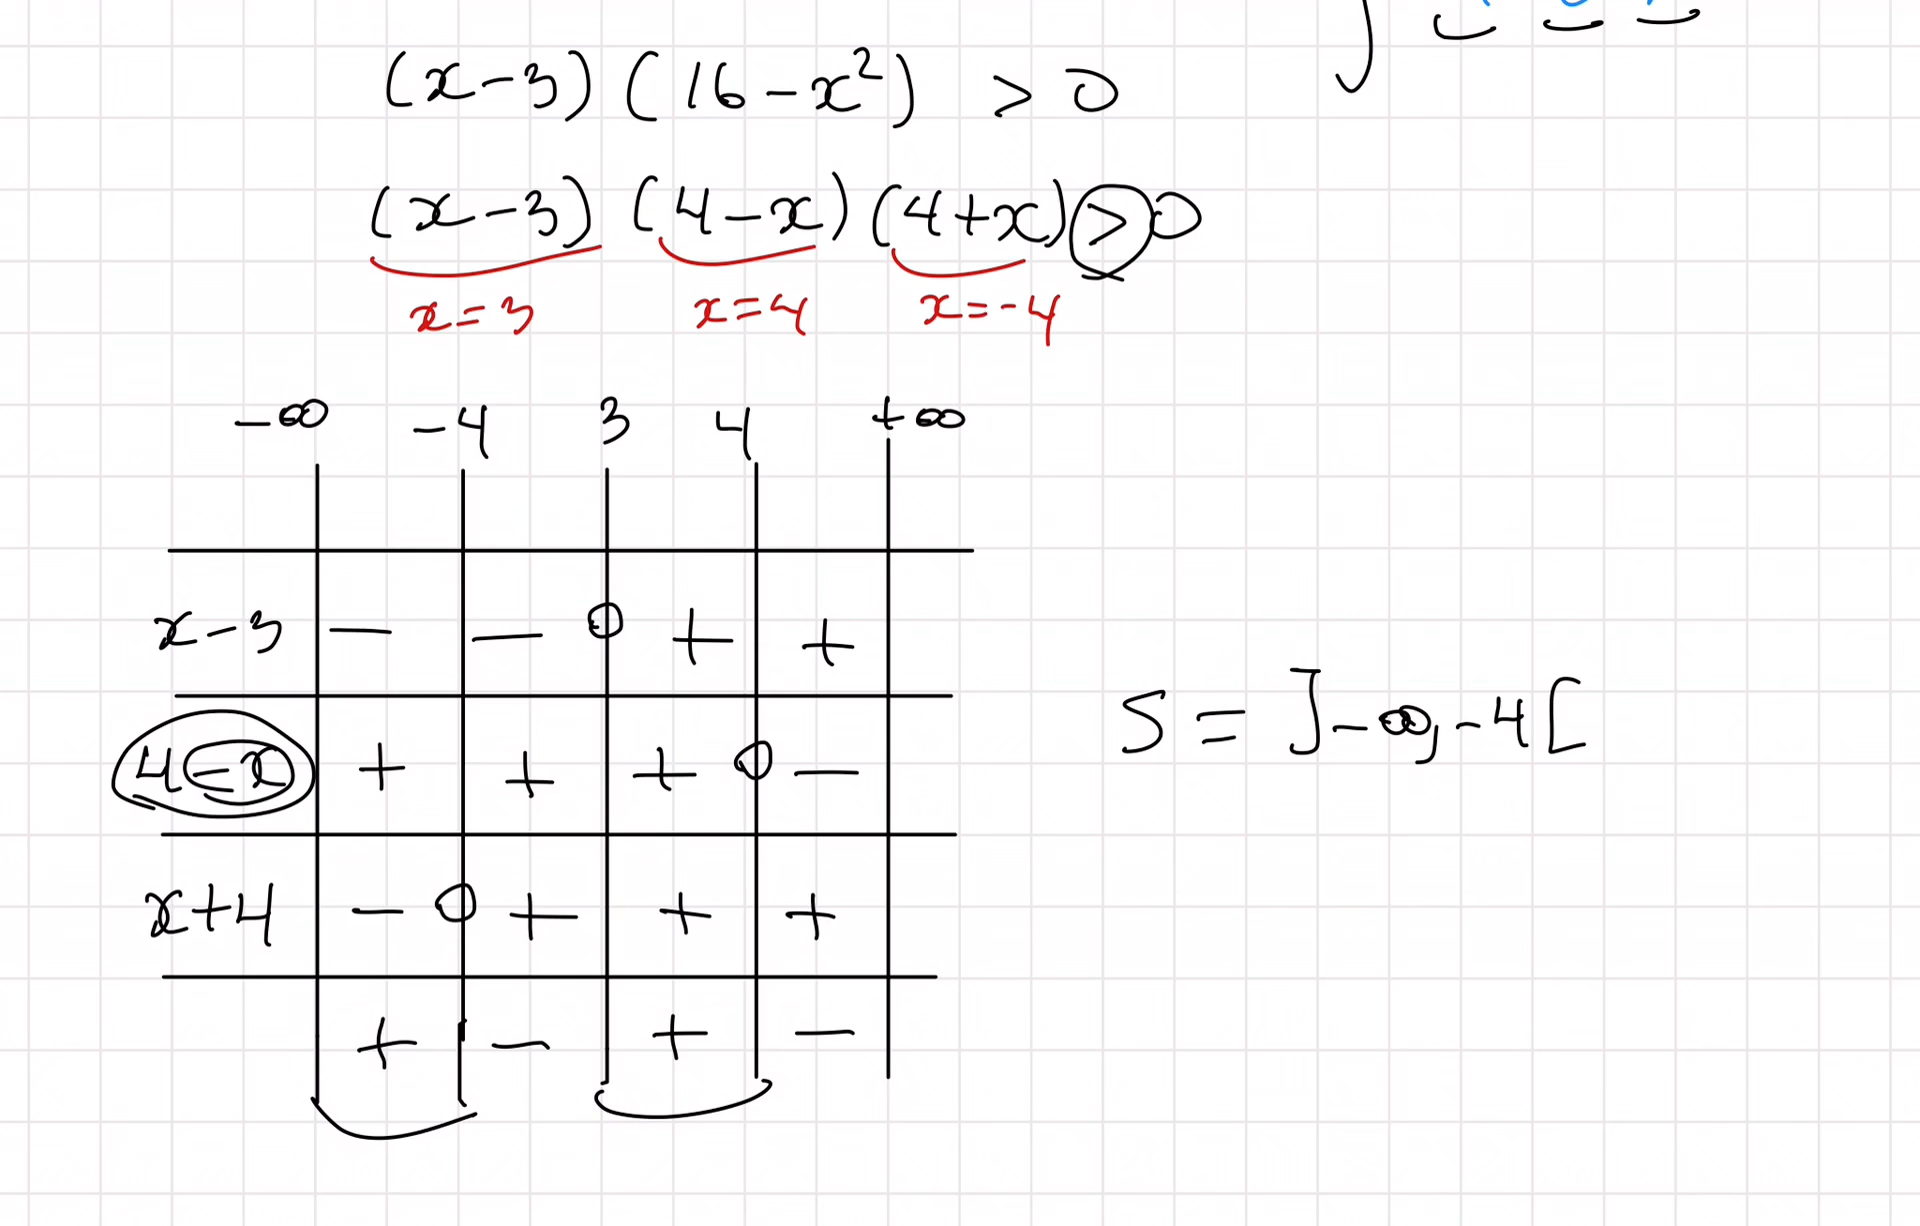 (x-3)(16-x²) > 0
(x-3)(4-x)(4+x) > 0
x=3 x=4 x=-4
-∞ -4 3 4 +∞
x-3 - - 0 + +
4-x + + + 0 -
x+4 - 0 + + +
+ - + -
S = ]-∞,-4[